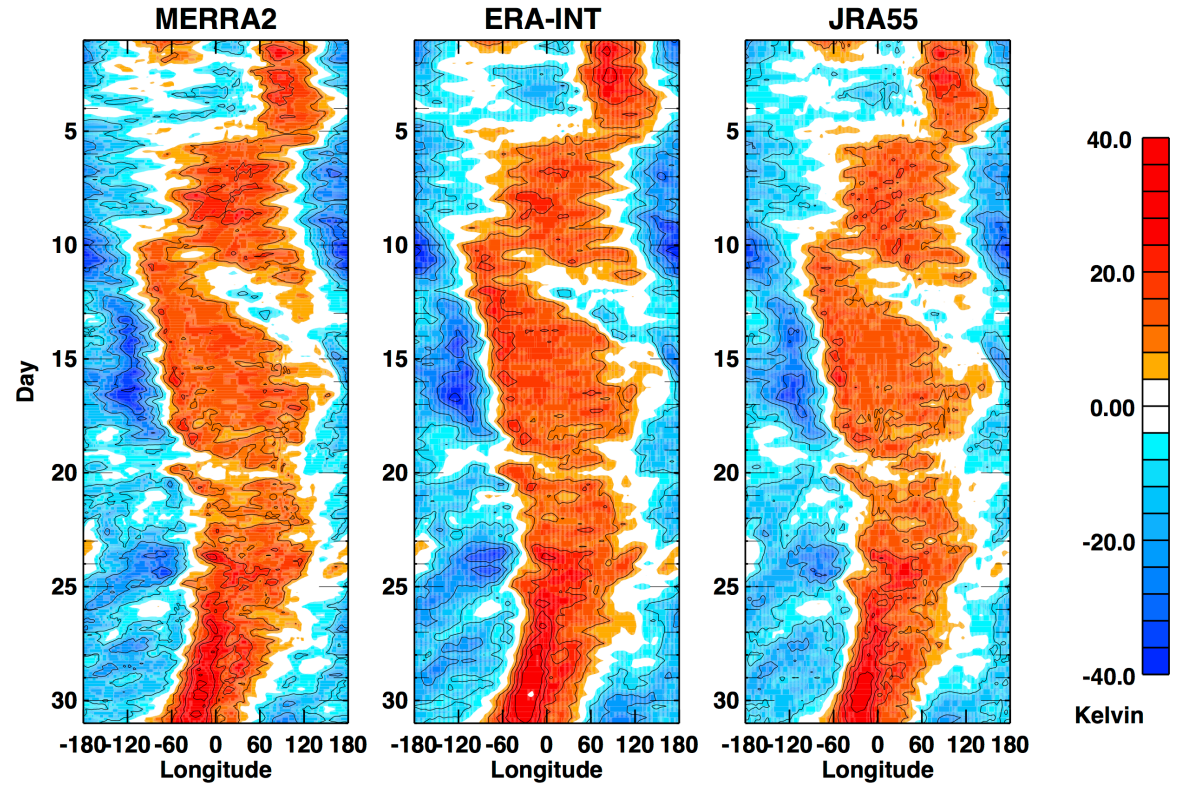 MERRA2 ERA-INT JRA55
5 5 5 40.0
10 10 10
20.0
Day 15 15 15
0.00
20 20 20
-20.0
25 25 25
30 30 30 -40.0
Kelvin
-180-120 -60 0 60 120 180 -180-120 -60 0 60 120 180 -180-120 -60 0 60 120 180
Longitude Longitude Longitude